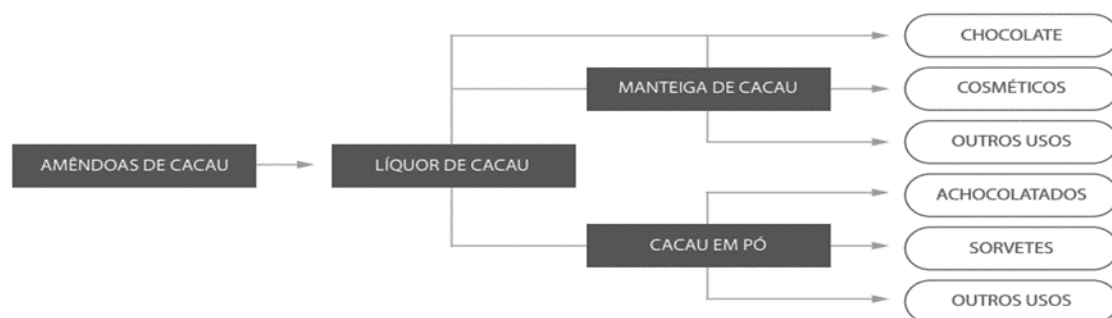 CHOCOLATE
MANTEIGA DE CACAU
COSMÉTICOS
OUTROS USOS
AMÊNDOAS DE CACAU
LÍQUOR DE CACAU
ACHOCOLATADOS
CACAU EM PÓ
SORVETES
OUTROS USOS